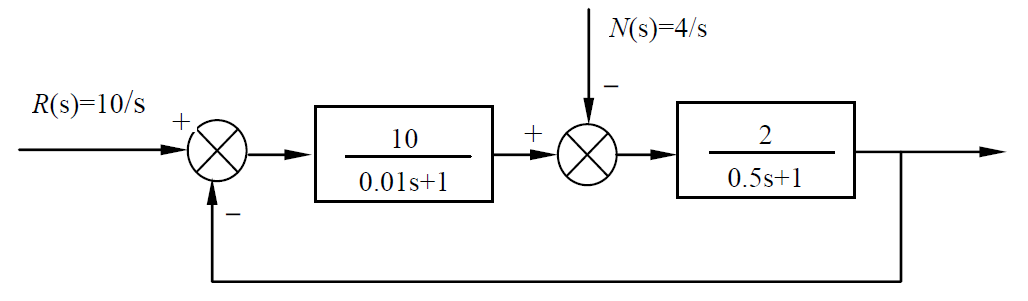 N(s)=4/s
−
R(s)=10/s
+
10
0.01s+1
+
2
0.5s+1
−